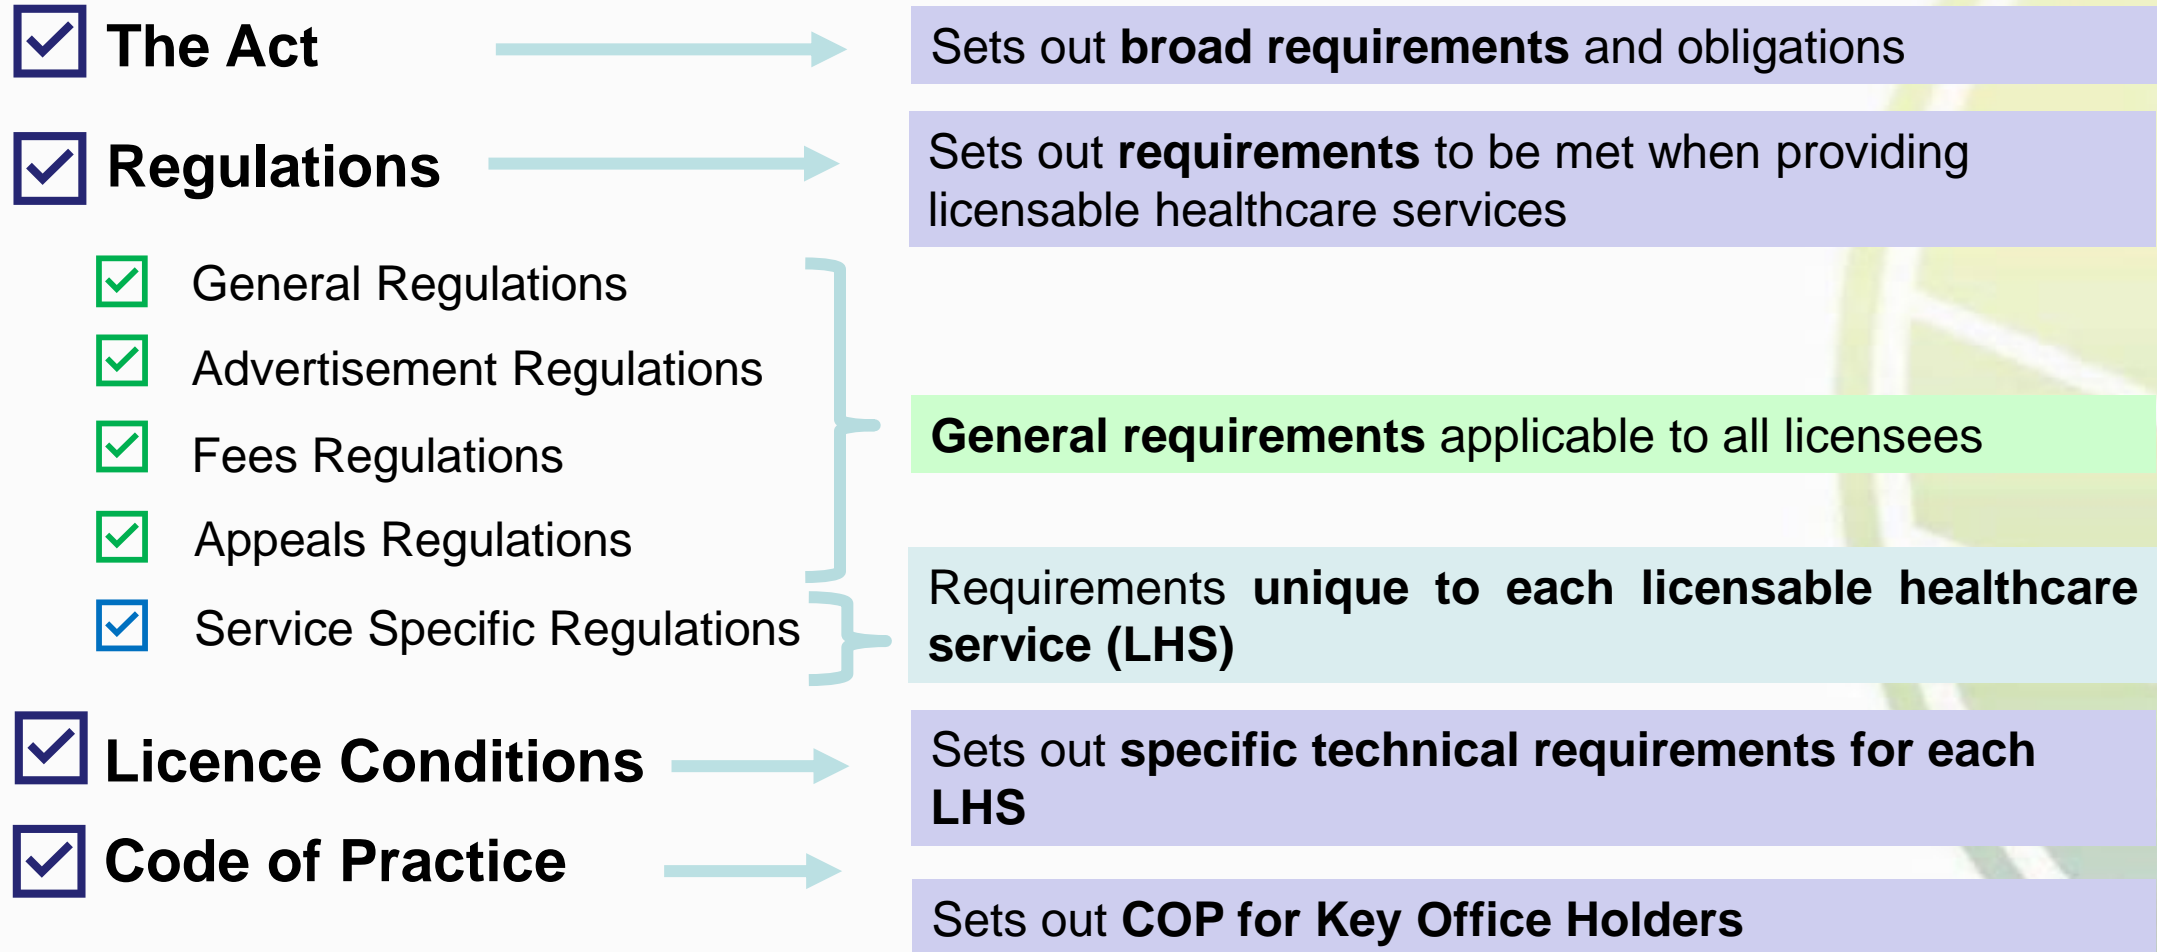 The Act
Sets out broad requirements and obligations
Regulations
Sets out requirements to be met when providing
licensable healthcare services
General Regulations
Advertisement Regulations
Fees Regulations
Appeals Regulations
General requirements applicable to all licensees
Service Specific Regulations
Requirements unique to each licensable healthcare
service (LHS)
Licence Conditions
Sets out specific technical requirements for each
LHS
Code of Practice
Sets out COP for Key Office Holders